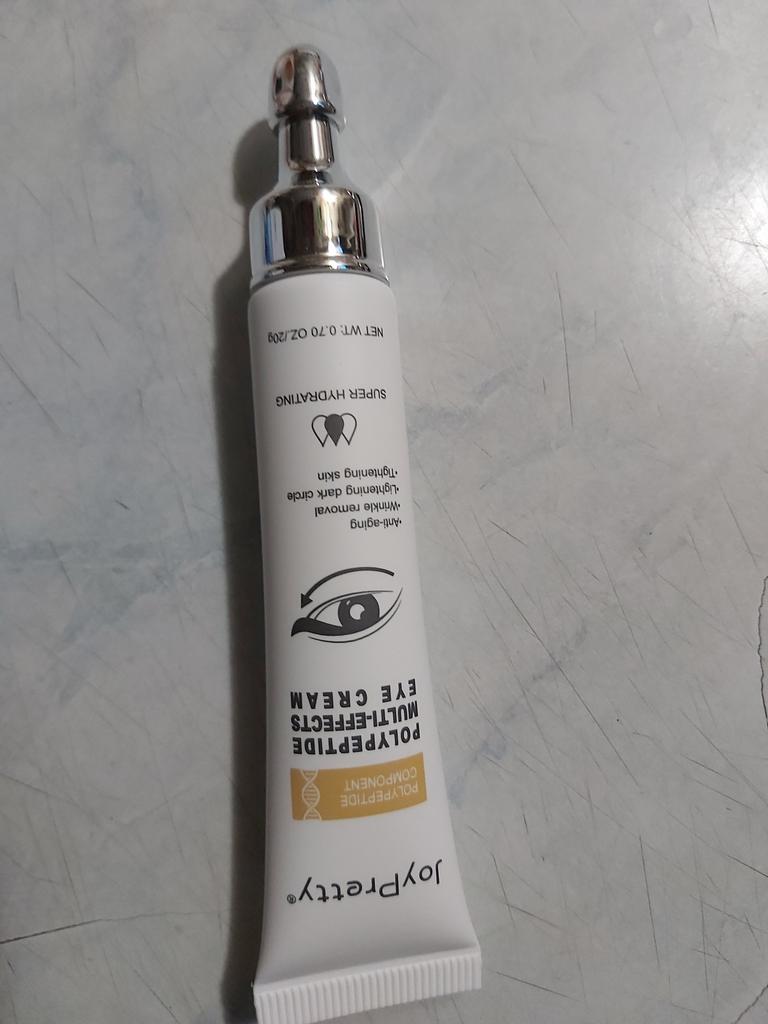 JoyPretty®
POLYPEPTIDE
COMPONENT
POLYPEPTIDE
MULTI-EFFECTS
EYE CREAM
•Anti-aging
•Wrinkle removal
•Lightening dark circle
•Tightening skin
SUPER HYDRATING
NET WT: 0.70 OZ./20g